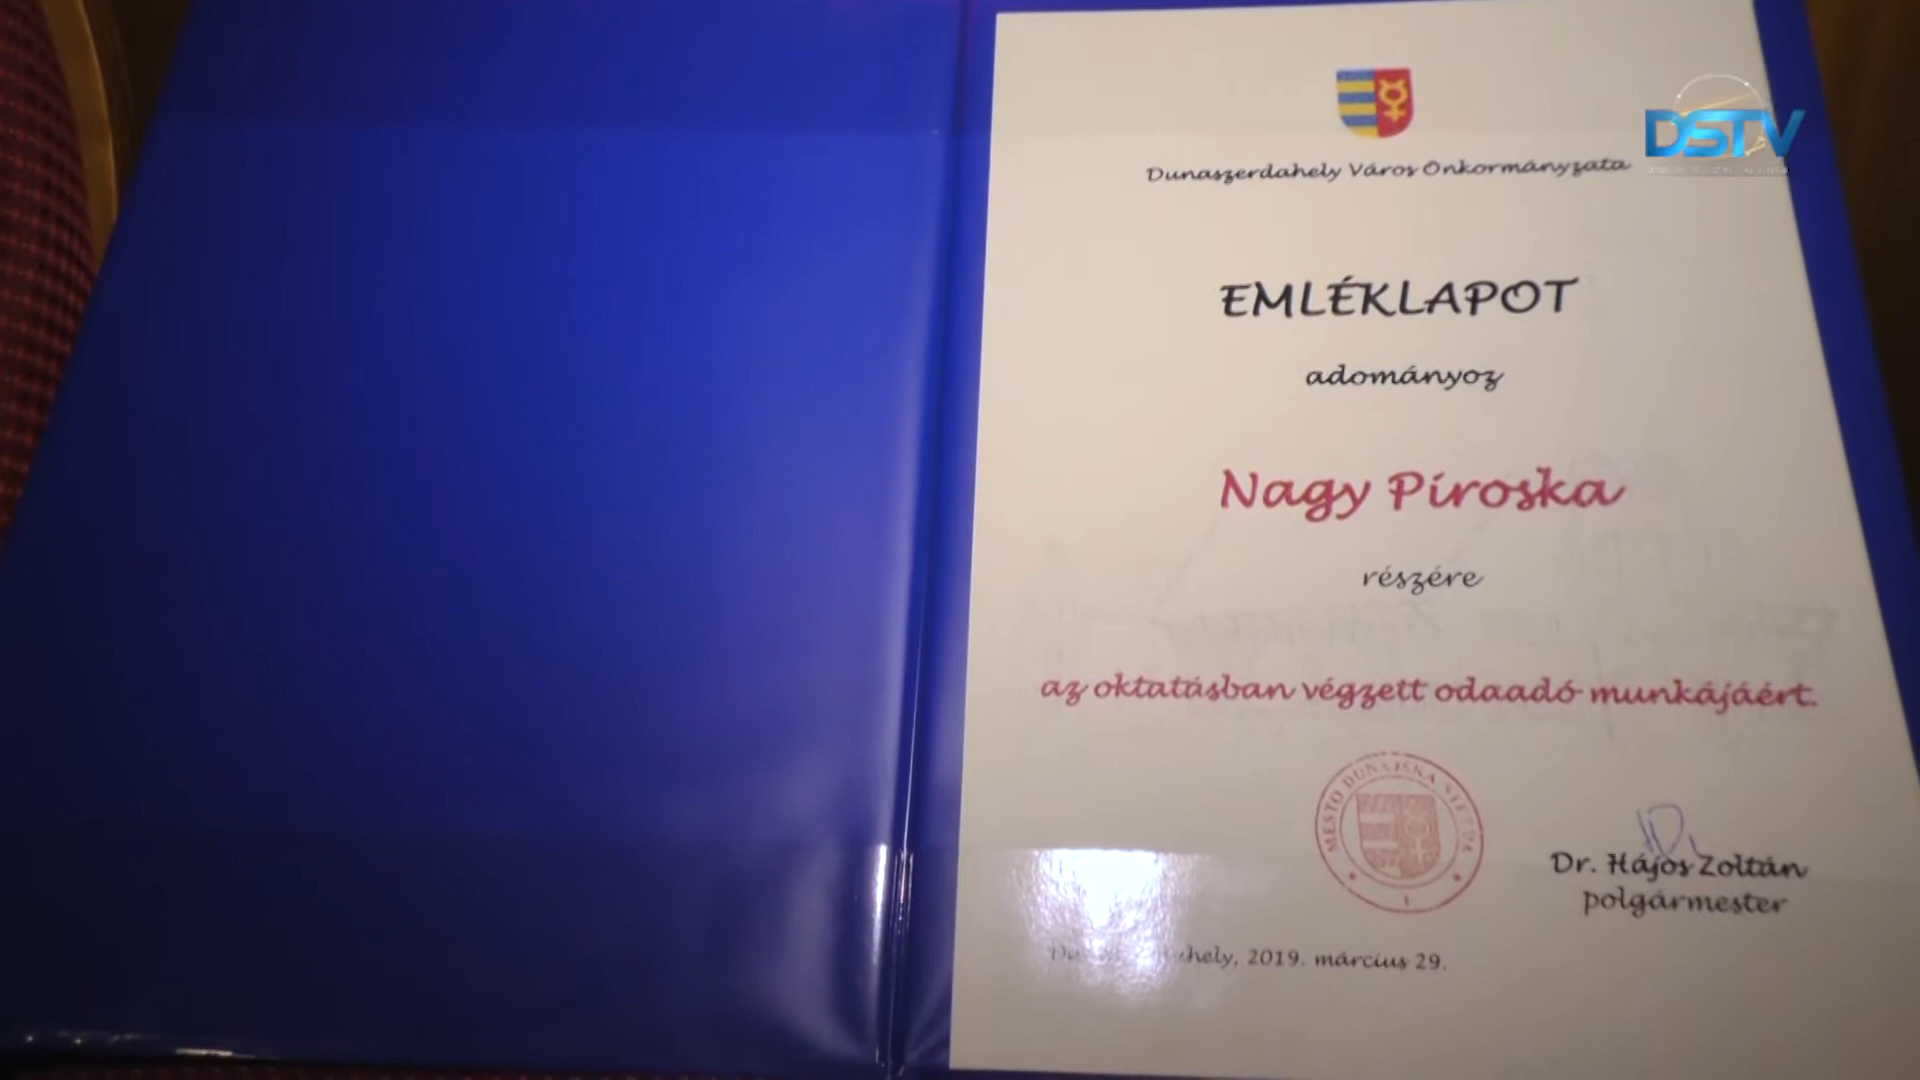 DSTV
Dunaszerdahely Város Önkormányzata
EMLÉKLAPOT
adományoz
Nagy Piroska
részére
az oktatásban végzett odaadó munkájáért.
MESTO DUNAJSKÁ STREDA
1
Dr. Hájos Zoltán
polgármester
2019. március 29.